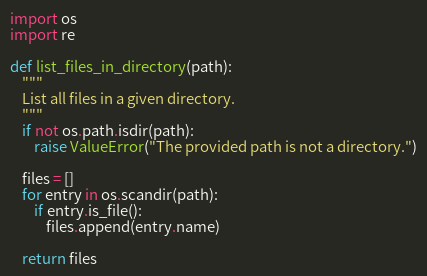 import os
import re

def list_files_in_directory(path):
    """
    List all files in a given directory.
    """
    if not os.path.isdir(path):
        raise ValueError("The provided path is not a directory.")

    files = []
    for entry in os.scandir(path):
        if entry.is_file():
            files.append(entry.name)

    return files